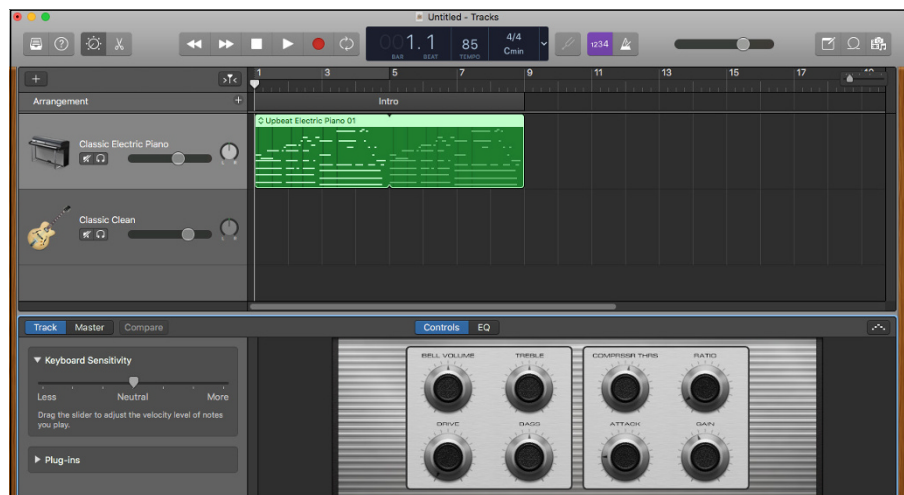 Untitled - Tracks
001.1 85 4/4
Cmin
BAR BEAT TEMPO
1234
1 3 5 7 9 11 13 15 17
Arrangement
Intro
Upbeat Electric Piano 01
Classic Electric Piano
Classic Clean
Track Master Compare
Controls EQ
Keyboard Sensitivity
Less Neutral More
Drag the slider to adjust the velocity level of notes
you play.
Plug-ins
BELL VOLUME TREBLE COMPRSSR THRS RATIO
DRIVE BASS ATTACK GAIN